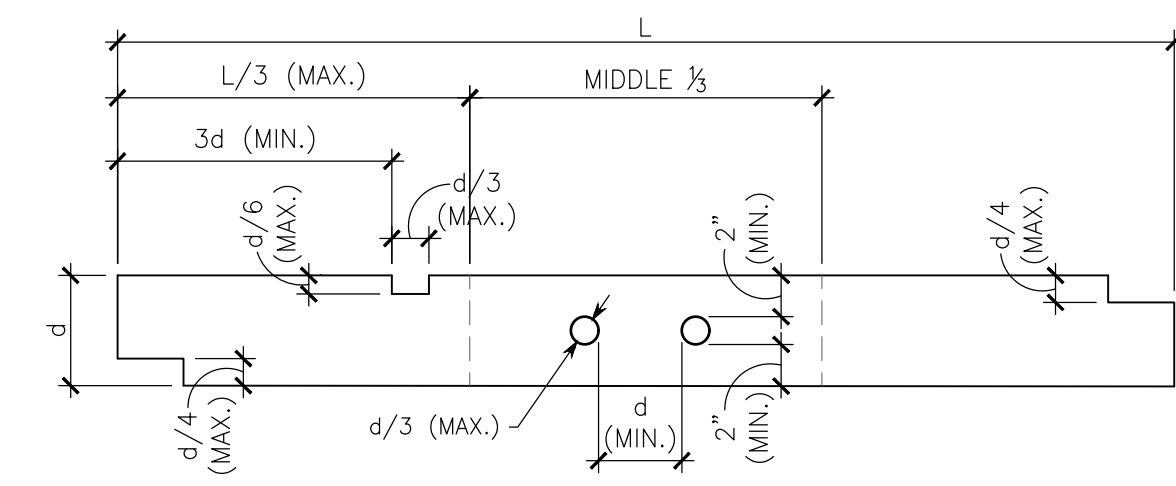 L
L/3 (MAX.)
MIDDLE ⅓
3d (MIN.)
d/3
(MAX.)
d/6
(MAX.)
2"
(MIN.)
d/4
(MAX.)
d
d/4
(MAX.)
d/3 (MAX.)
d
(MIN.)
2"
(MIN.)